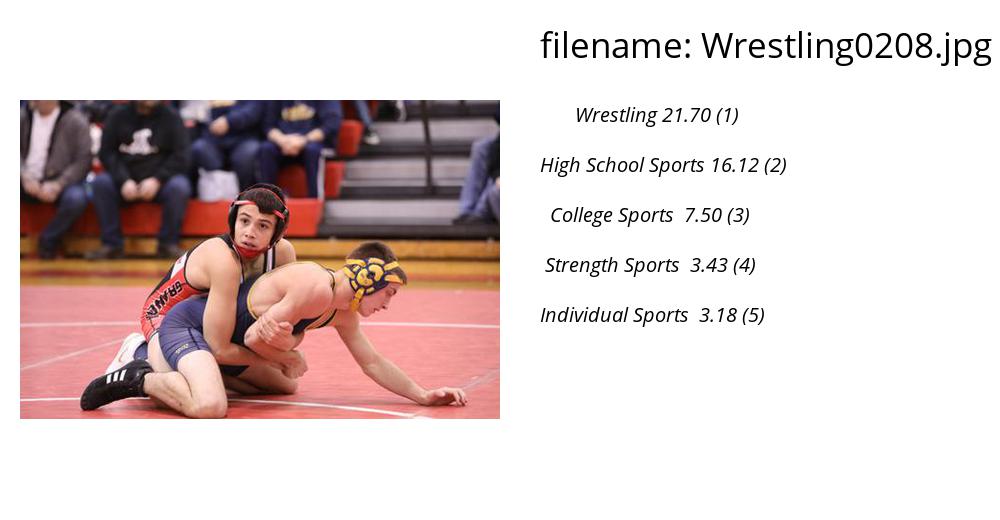 filename: Wrestling0208.jpg
Wrestling 21.70 (1)
High School Sports 16.12 (2)
College Sports 7.50 (3)
Strength Sports 3.43 (4)
Individual Sports 3.18 (5)